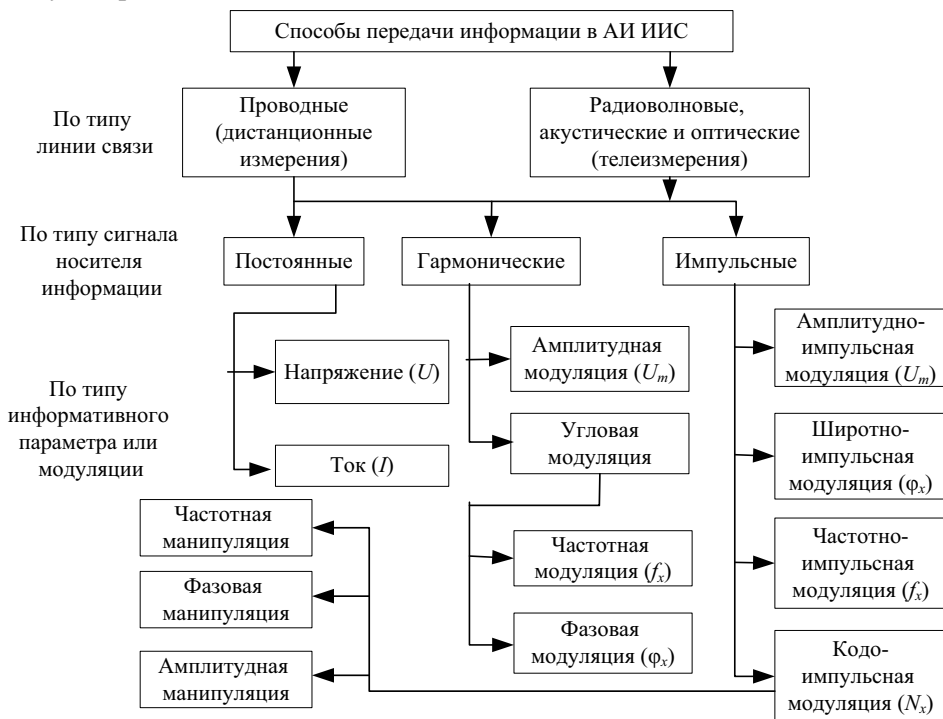 Способы передачи информации в АИ ИИС
По типу
линии связи
Проводные
(дистанционные
измерения)
Радиоволновые,
акустические и оптические
(телеизмерения)
По типу сигнала
носителя
информации
Постоянные
Гармонические
Импульсные
По типу
информативного
параметра или
модуляции
Напряжение (U)
Ток (I)
Амплитудная
модуляция (Um)
Угловая
модуляция
Частотная
модуляция (fx)
Фазовая
модуляция (φx)
Амплитудно-
импульсная
модуляция (Um)
Широтно-
импульсная
модуляция (φx)
Частотно-
импульсная
модуляция (fx)
Кодо-
импульсная
модуляция (Nx)
Частотная
манипуляция
Фазовая
манипуляция
Амплитудная
манипуляция